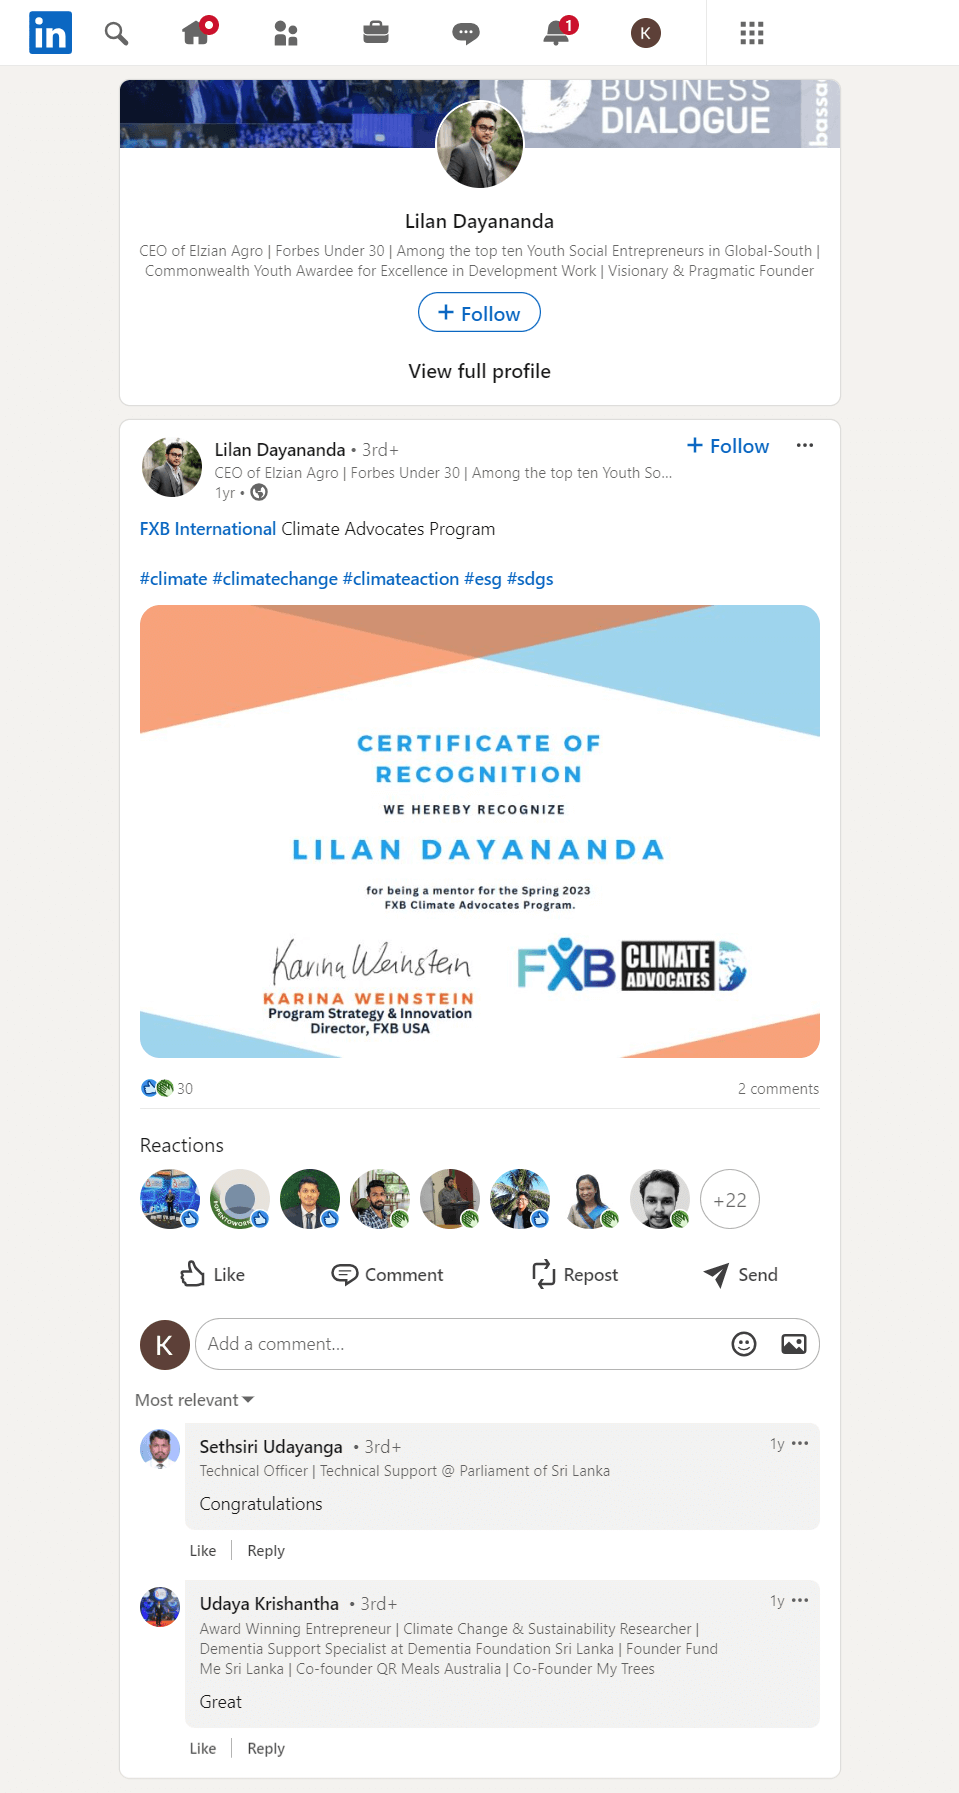 in
1
K
BUSINESS
DIALOGUE
bassa
Lilan Dayananda
CEO of Elzian Agro | Forbes Under 30 | Among the top ten Youth Social Entrepreneurs in Global-South |
Commonwealth Youth Awardee for Excellence in Development Work | Visionary & Pragmatic Founder
+ Follow
View full profile
Lilan Dayananda • 3rd+
+ Follow
CEO of Elzian Agro | Forbes Under 30 | Among the top ten Youth So...
1yr •
FXB International Climate Advocates Program
#climate #climatechange #climateaction #esg #sdgs
CERTIFICATE OF
RECOGNITION
WE HEREBY RECOGNIZE
LILAN DAYANANDA
for being a mentor for the Spring 2023
FXB Climate Advocates Program.
Karina Weinstein
KARINA WEINSTEIN
Program Strategy & Innovation
Director, FXB USA
FXB CLIMATE
ADVOCATES
30
2 comments
Reactions
#OPENTOWORK
+22
Like
Comment
Repost
Send
K
Add a comment...
Most relevant
Sethsiri Udayanga • 3rd+
1y
Technical Officer | Technical Support @ Parliament of Sri Lanka
Congratulations
Like
Reply
Udaya Krishantha • 3rd+
1y
Award Winning Entrepreneur | Climate Change & Sustainability Researcher |
Dementia Support Specialist at Dementia Foundation Sri Lanka | Founder Fund
Me Sri Lanka | Co-founder QR Meals Australia | Co-Founder My Trees
Great
Like
Reply